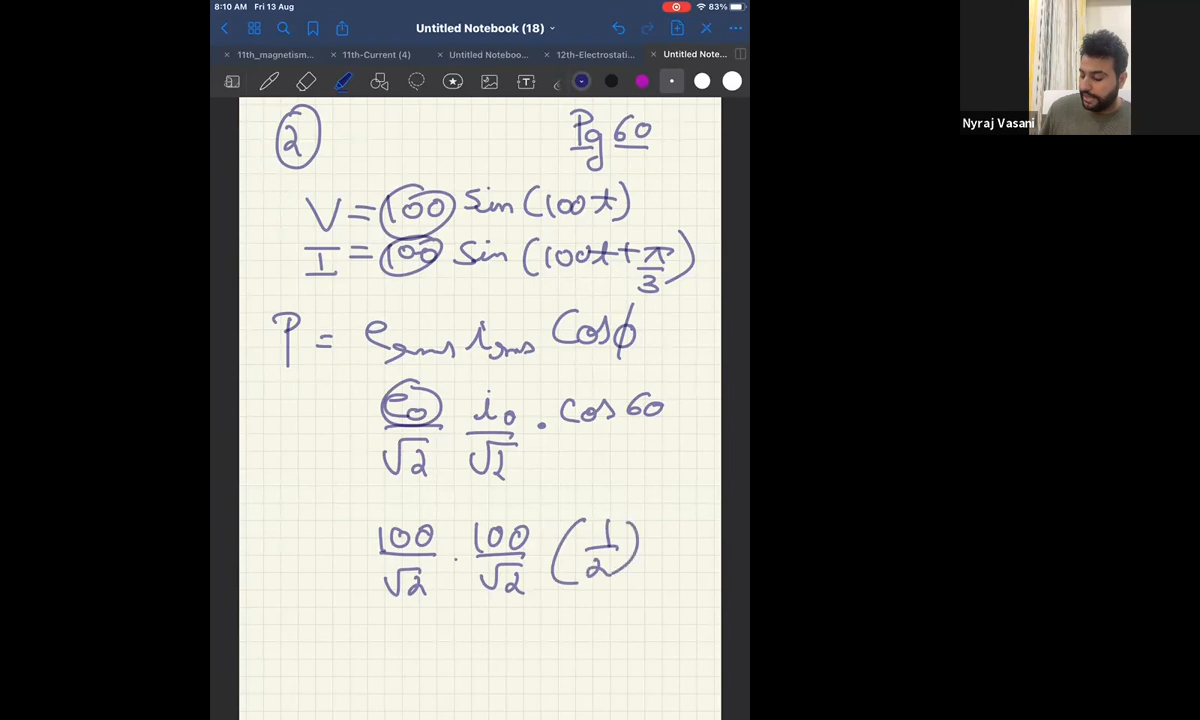 8:10 AM Fri 13 Aug
83%
Untitled Notebook (18)
11th_magnetism...
11th-Current (4)
Untitled Noteboo...
12th-Electrostati...
Untitled Note...
Nyraj Vasani
2
Pg 60
V = 100 Sin (100t)
I = 100 Sin (100t + π/3)
P = e rms i rms Cosϕ
e₀/√2 i₀/√2 . cos 60
100/√2 . 100/√2 (1/2)